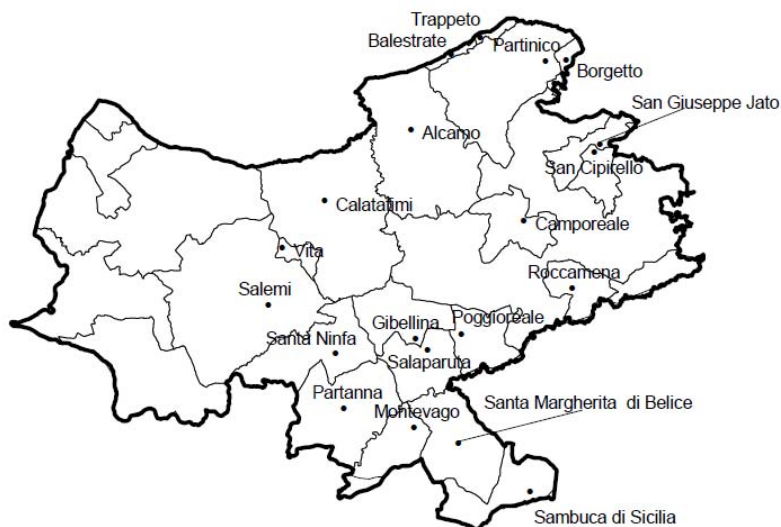 Trappeto
Balestrate
Partinico
Borgetto
San Giuseppe Jato
Alcamo
San Cipirello
Calatafimi
Camporeale
Vita
Roccamena
Salemi
Gibellina
Poggioreale
Santa Ninfa
Salaparuta
Partanna
Montevago
Santa Margherita di Belice
Sambuca di Sicilia